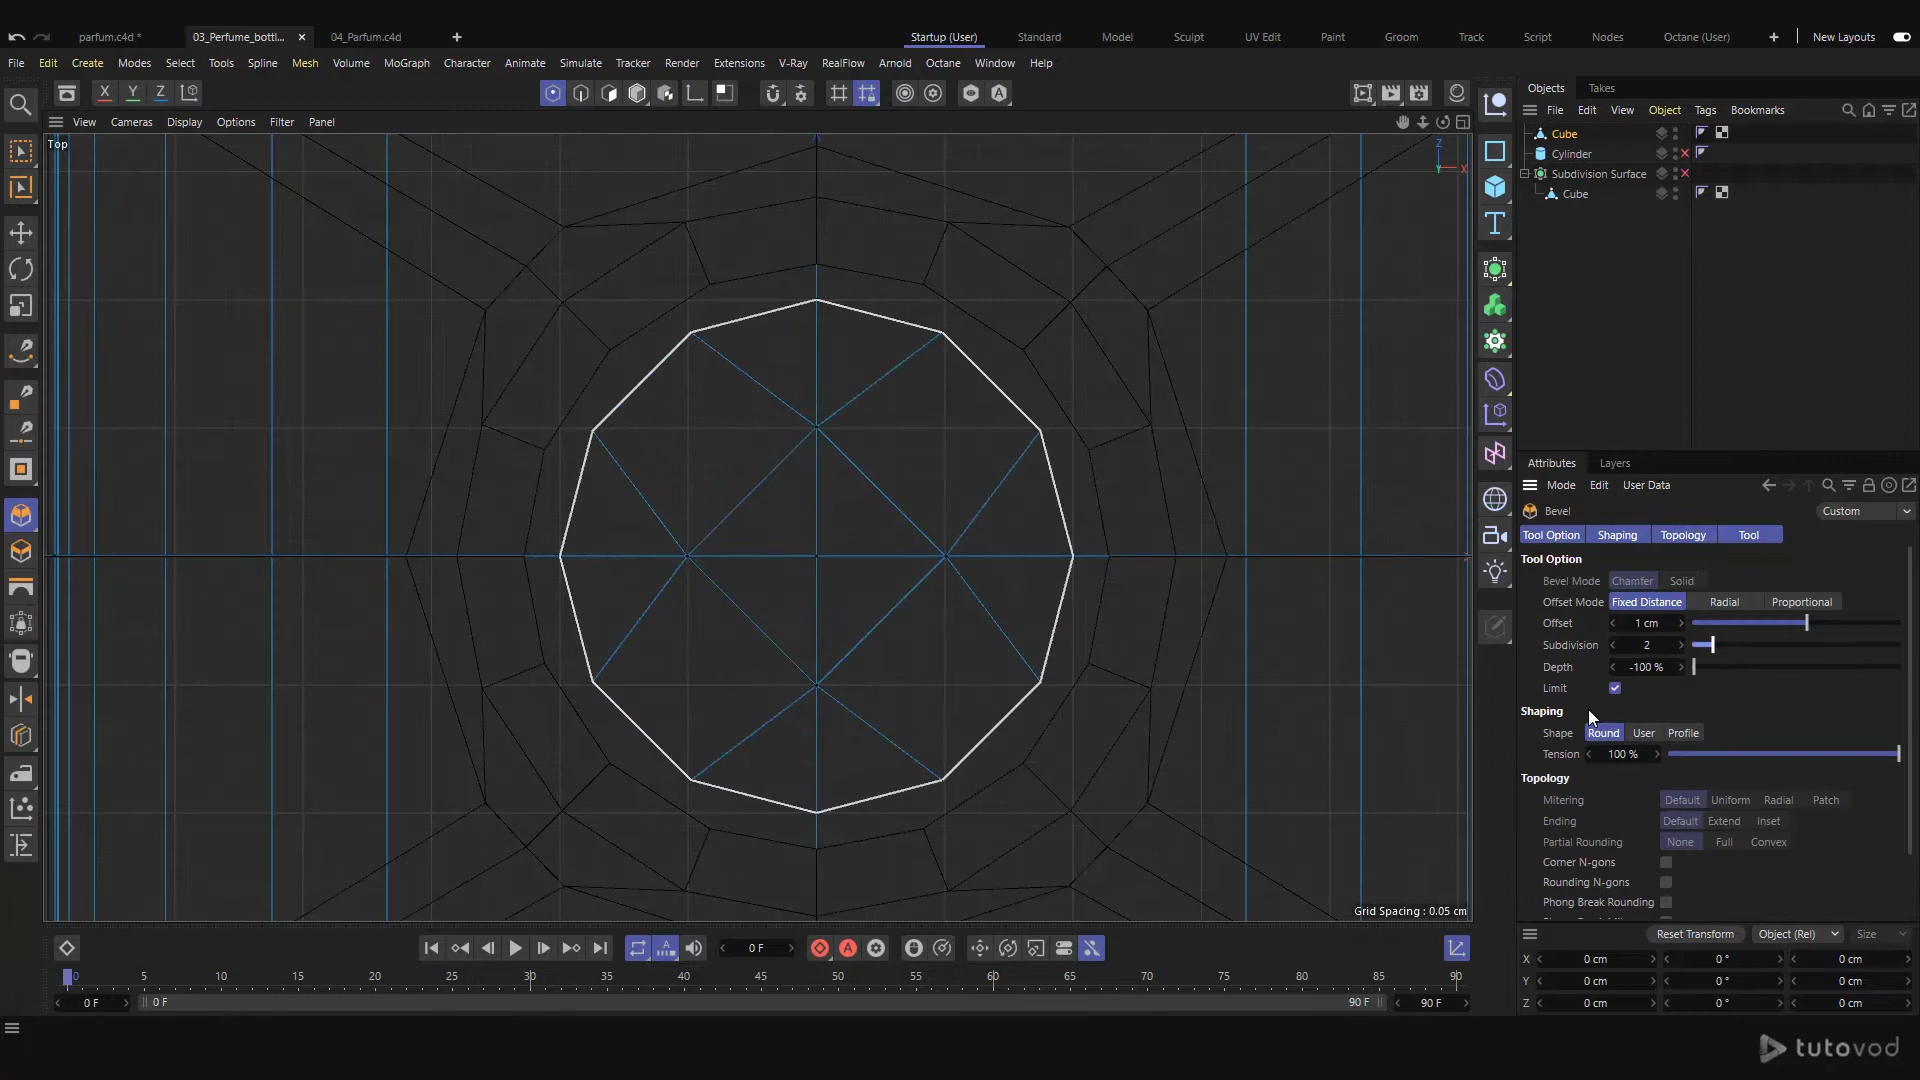 parfum.c4d *
03_Perfume_bottl...
04_Parfum.c4d
Startup (User)
Standard
Model
Sculpt
UV Edit
Paint
Groom
Track
Script
Nodes
Octane (User)
New Layouts
File Edit Create Modes Select Tools Spline Mesh Volume MoGraph Character Animate Simulate Tracker Render Extensions V-Ray RealFlow Arnold Octane Window Help
X Y Z
View Cameras Display Options Filter Panel
Top
Z
X
Y
Grid Spacing : 0.05 cm
Objects Takes
File Edit View Object Tags Bookmarks
Cube
Cylinder
Subdivision Surface
Cube
Attributes Layers
Mode Edit User Data
Bevel
Custom
Tool Option Shaping Topology Tool
Tool Option
Bevel Mode Chamfer Solid
Offset Mode Fixed Distance Radial Proportional
Offset 1 cm
Subdivision 2
Depth -100 %
Limit
Shaping
Shape Round User Profile
Tension 100 %
Topology
Mitering Default Uniform Radial Patch
Ending Default Extend Inset
Partial Rounding None Full Convex
Corner N-gons
Rounding N-gons
Phong Break Rounding
Reset Transform Object (Rel) Size
X 0 cm 0 ° 0 cm
Y 0 cm 0 ° 0 cm
Z 0 cm 0 ° 0 cm
0 F
0 5 10 15 20 25 30 35 40 45 50 55 60 65 70 75 80 85 90
0 F 0 F 90 F 90 F
tutovod